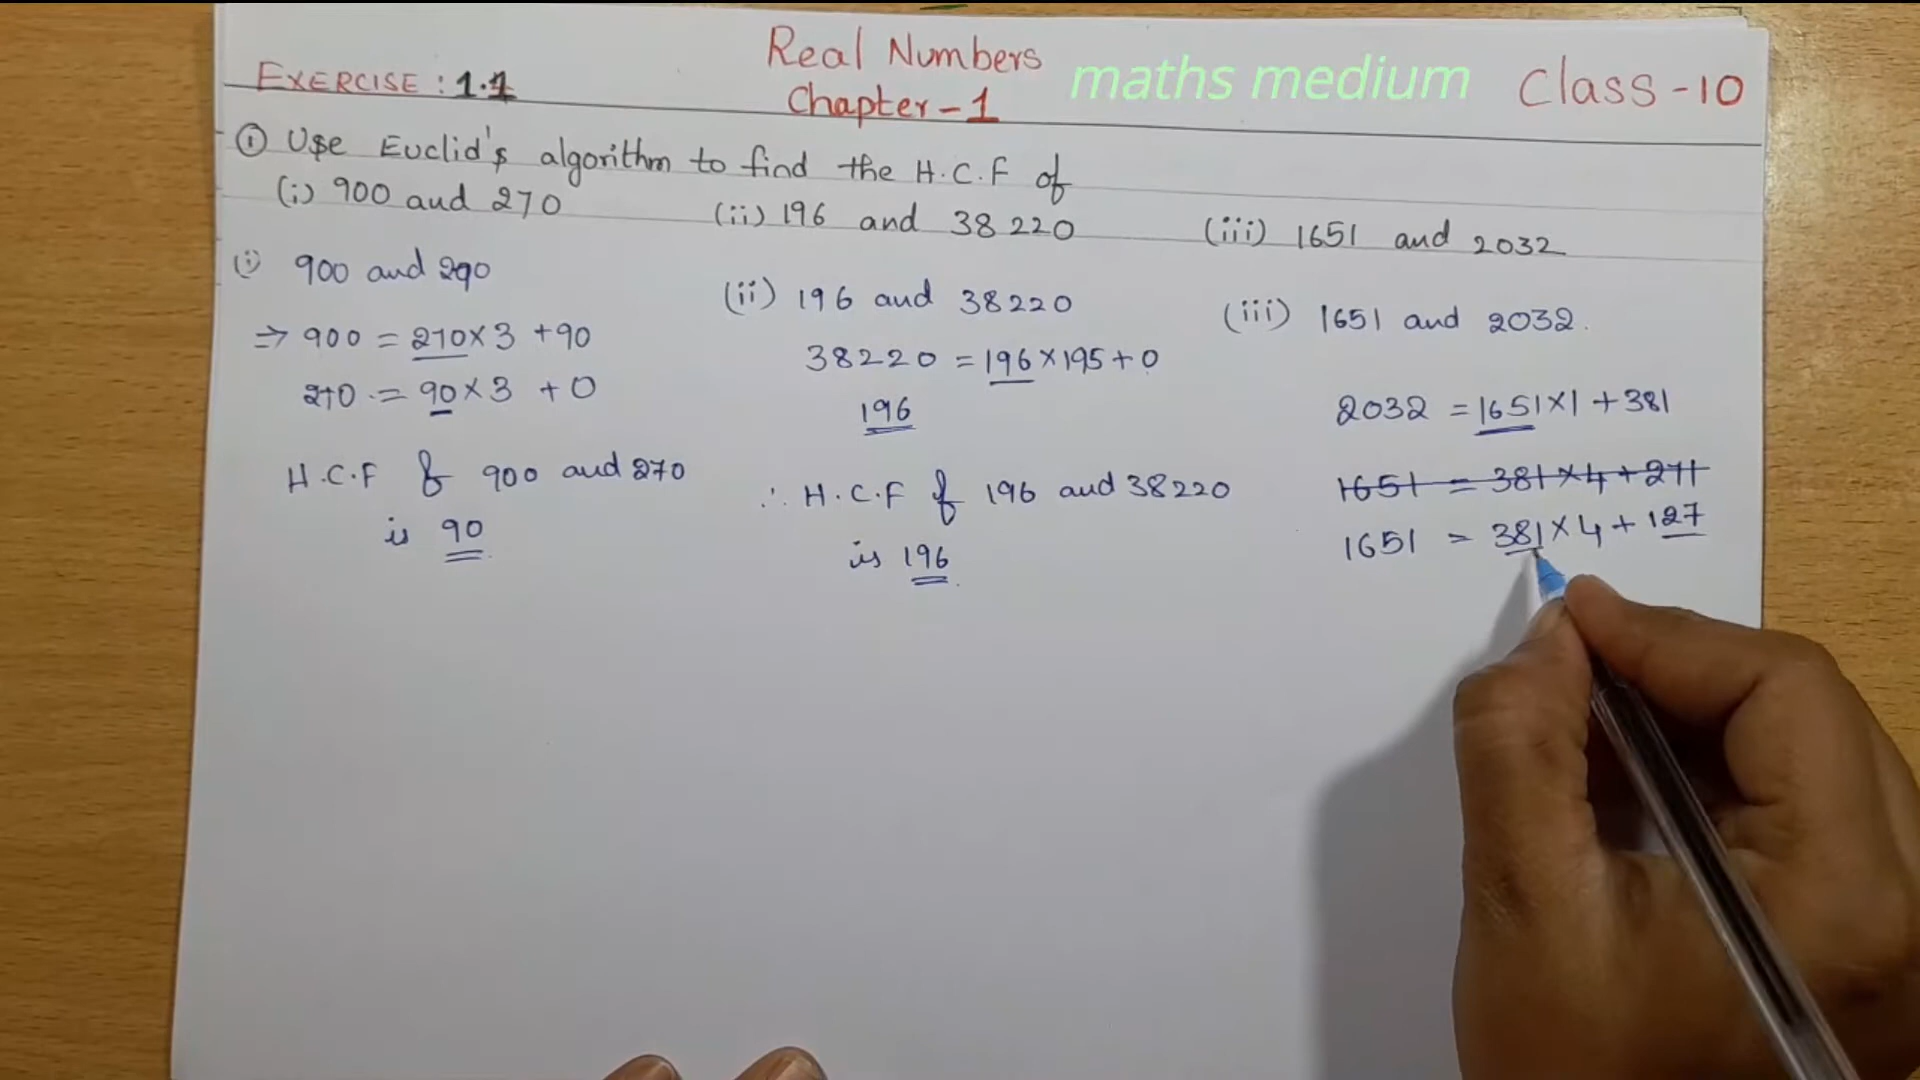 EXERCISE : 1.1
Real Numbers
Chapter - 1
maths medium
Class - 10
① Use Euclid's algorithm to find the H.C.F of
(i) 900 and 270 (ii) 196 and 38220 (iii) 1651 and 2032
(i) 900 and 290
⇒ 900 = 270 × 3 + 90
270 = 90 × 3 + 0
H.C.F of 900 and 270
is 90
(ii) 196 and 38220
38220 = 196 × 195 + 0
196
∴ H.C.F of 196 and 38220
is 196
(iii) 1651 and 2032.
2032 = 1651 × 1 + 381
1651 = 381 × 4 + 271
1651 = 381 × 4 + 127